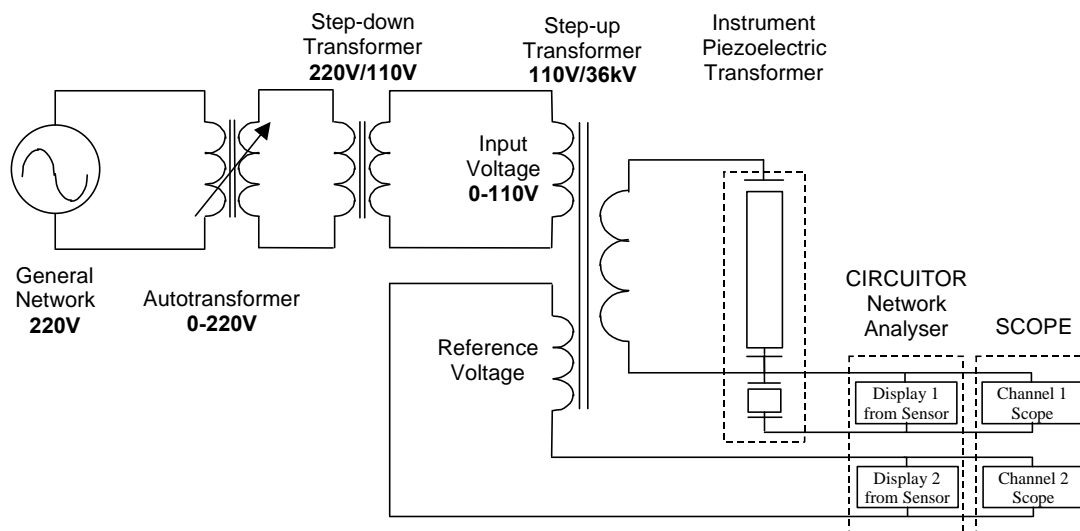 Step-down
Transformer
220V/110V
Step-up
Transformer
110V/36kV
Instrument
Piezoelectric
Transformer
Input
Voltage
0-110V
General
Network
220V
Autotransformer
0-220V
Reference
Voltage
CIRCUITOR
Network
Analyser
SCOPE
Display 1
from Sensor
Channel 1
Scope
Display 2
from Sensor
Channel 2
Scope